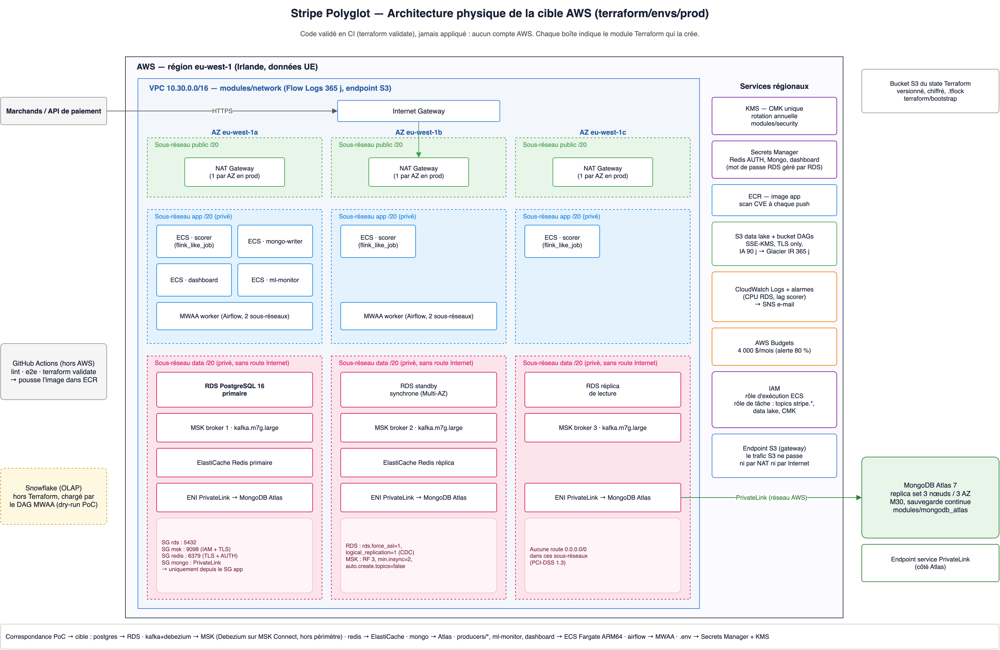 Stripe Polyglot — Architecture physique de la cible AWS (terraform/envs/prod)
Code validé en CI (terraform validate), jamais appliqué : aucun compte AWS. Chaque boîte indique le module Terraform qui la crée.
AWS — région eu-west-1 (Irlande, données UE)
VPC 10.30.0.0/16 — modules/network (Flow Logs 365 j, endpoint S3)
Marchands / API de paiement
HTTPS
Internet Gateway
AZ eu-west-1a
AZ eu-west-1b
AZ eu-west-1c
Sous-réseau public /20
NAT Gateway
(1 par AZ en prod)
Sous-réseau public /20
NAT Gateway
(1 par AZ en prod)
Sous-réseau public /20
NAT Gateway
(1 par AZ en prod)
Sous-réseau app /20 (privé)
ECS · scorer
(flink_like_job)
ECS · mongo-writer
ECS · dashboard
ECS · ml-monitor
MWAA worker (Airflow, 2 sous-réseaux)
Sous-réseau app /20 (privé)
ECS · scorer
(flink_like_job)
MWAA worker (Airflow, 2 sous-réseaux)
Sous-réseau app /20 (privé)
ECS · scorer
(flink_like_job)
GitHub Actions (hors AWS)
lint · e2e · terraform validate
→ pousse l'image dans ECR
Snowflake (OLAP)
hors Terraform, chargé par
le DAG MWAA (dry-run PoC)
Sous-réseau data /20 (privé, sans route Internet)
RDS PostgreSQL 16
primaire
MSK broker 1 · kafka.m7g.large
ElastiCache Redis primaire
ENI PrivateLink → MongoDB Atlas
SG rds : 5432
SG msk : 9098 (IAM + TLS)
SG redis : 6379 (TLS + AUTH)
SG mongo : PrivateLink
→ uniquement depuis le SG app
Sous-réseau data /20 (privé, sans route Internet)
RDS standby
synchrone (Multi-AZ)
MSK broker 2 · kafka.m7g.large
ElastiCache Redis réplica
ENI PrivateLink → MongoDB Atlas
RDS : rds.force_ssl=1,
logical_replication=1 (CDC)
MSK : RF 3, min.insync=2,
auto.create.topics=false
Sous-réseau data /20 (privé, sans route Internet)
RDS réplica
de lecture
MSK broker 3 · kafka.m7g.large
ENI PrivateLink → MongoDB Atlas
Aucune route 0.0.0.0/0
dans ces sous-réseaux
(PCI-DSS 1.3)
Services régionaux
KMS — CMK unique
rotation annuelle
modules/security
Secrets Manager
Redis AUTH, Mongo, dashboard
(mot de passe RDS géré par RDS)
ECR — image app
scan CVE à chaque push
S3 data lake + bucket DAGs
SSE-KMS, TLS only,
IA 90 j → Glacier IR 365 j
CloudWatch Logs + alarmes
(CPU RDS, lag scorer)
→ SNS e-mail
AWS Budgets
4 000 $/mois (alerte 80 %)
IAM
rôle d'exécution ECS
rôle de tâche : topics stripe.*,
data lake, CMK
Endpoint S3 (gateway)
le trafic S3 ne passe
ni par NAT ni par Internet
Bucket S3 du state Terraform
versionné, chiffré, .tflock
terraform/bootstrap
PrivateLink (réseau AWS)
MongoDB Atlas 7
replica set 3 nœuds / 3 AZ
M30, sauvegarde continue
modules/mongodb_atlas
Endpoint service PrivateLink
(côté Atlas)
Correspondance PoC → cible : postgres → RDS · kafka+debezium → MSK (Debezium sur MSK Connect, hors périmètre) · redis → ElastiCache · mongo → Atlas · producers/*, ml-monitor, dashboard → ECS Fargate ARM64 · airflow → MWAA · .env → Secrets Manager + KMS